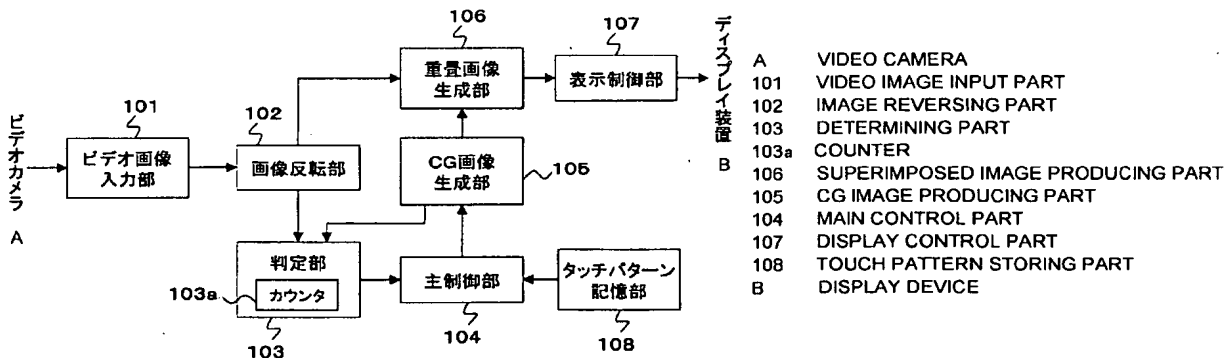 106
107
重畳画像
生成部
表示制御部
ディスプレイ装置
B
ビデオカメラ
A
101
ビデオ画像
入力部
102
画像反転部
CG画像
生成部
105
判定部
カウンタ
103a
103
主制御部
104
タッチパターン
記憶部
108
A VIDEO CAMERA
101 VIDEO IMAGE INPUT PART
102 IMAGE REVERSING PART
103 DETERMINING PART
103a COUNTER
106 SUPERIMPOSED IMAGE PRODUCING PART
105 CG IMAGE PRODUCING PART
104 MAIN CONTROL PART
107 DISPLAY CONTROL PART
108 TOUCH PATTERN STORING PART
B DISPLAY DEVICE